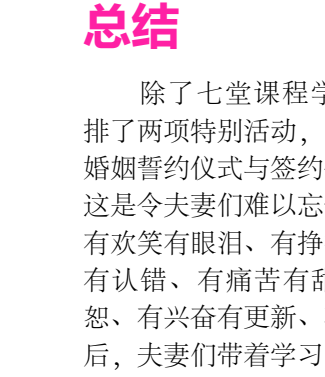 总结
除了七堂课程学
排了两项特别活动，
婚姻誓约仪式与签约
这是令夫妻们难以忘
有欢笑有眼泪、有挣
有认错、有痛苦有
恕、有兴奋有更新、
后，夫妻们带着学习